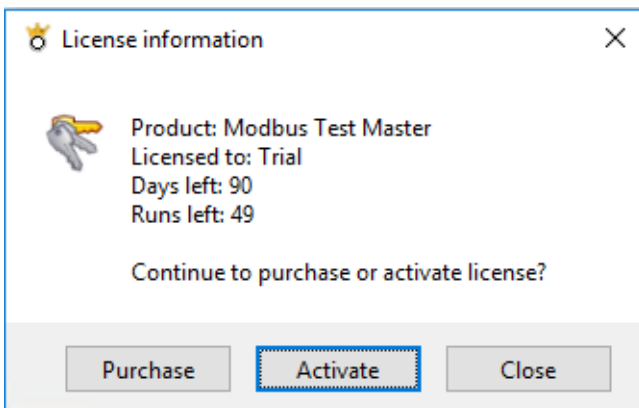 License information
Product: Modbus Test Master
Licensed to: Trial
Days left: 90
Runs left: 49
Continue to purchase or activate license?
Purchase Activate Close